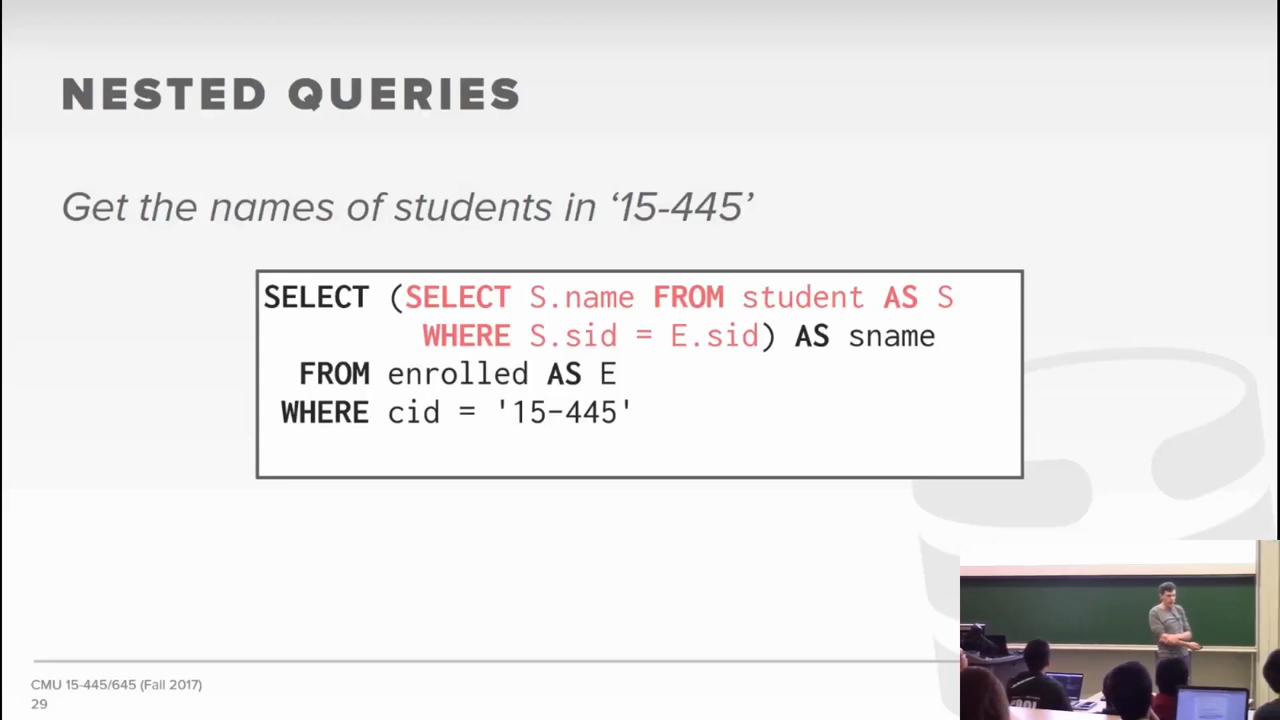 NESTED QUERIES
Get the names of students in ‘15-445’
SELECT (SELECT S.name FROM student AS S
WHERE S.sid = E.sid) AS sname
FROM enrolled AS E
WHERE cid = '15-445'
CMU 15-445/645 (Fall 2017)
29